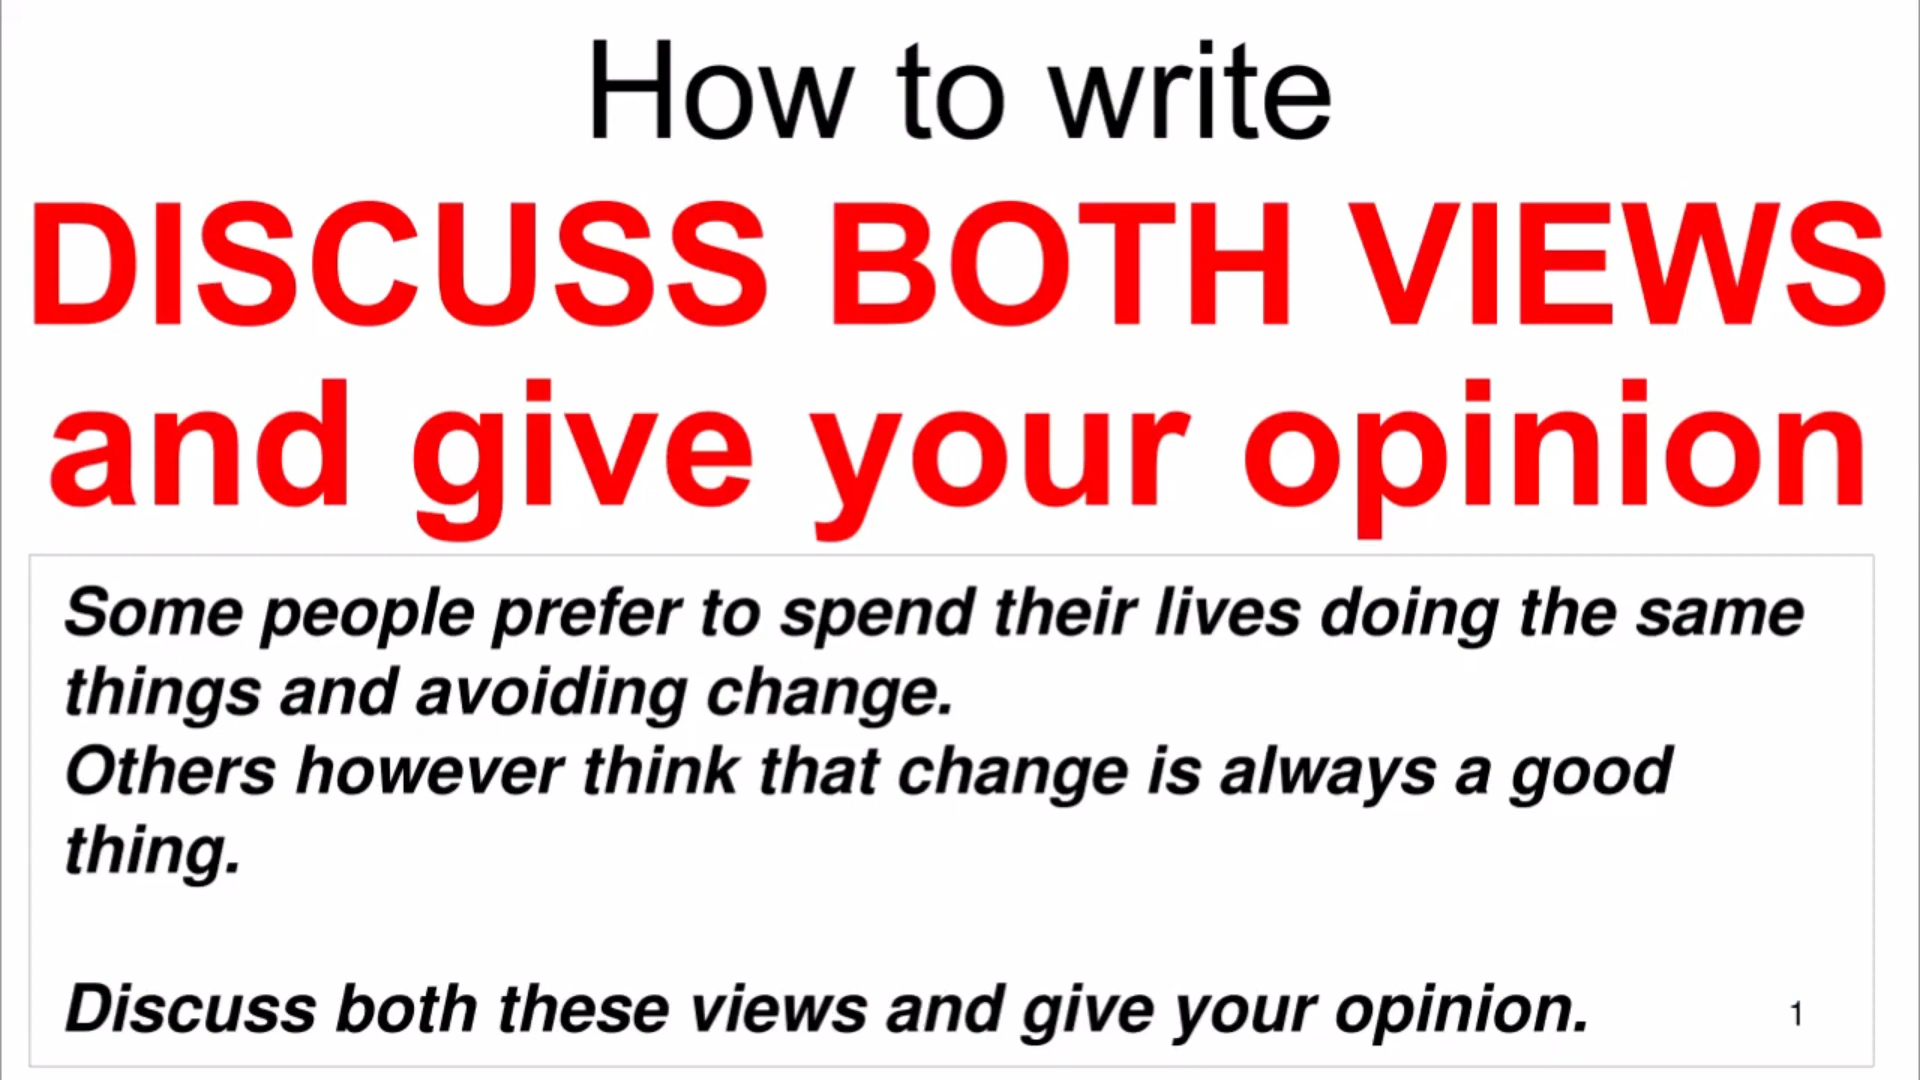 How to write
DISCUSS BOTH VIEWS
and give your opinion
Some people prefer to spend their lives doing the same
things and avoiding change.
Others however think that change is always a good
thing.
Discuss both these views and give your opinion.
1